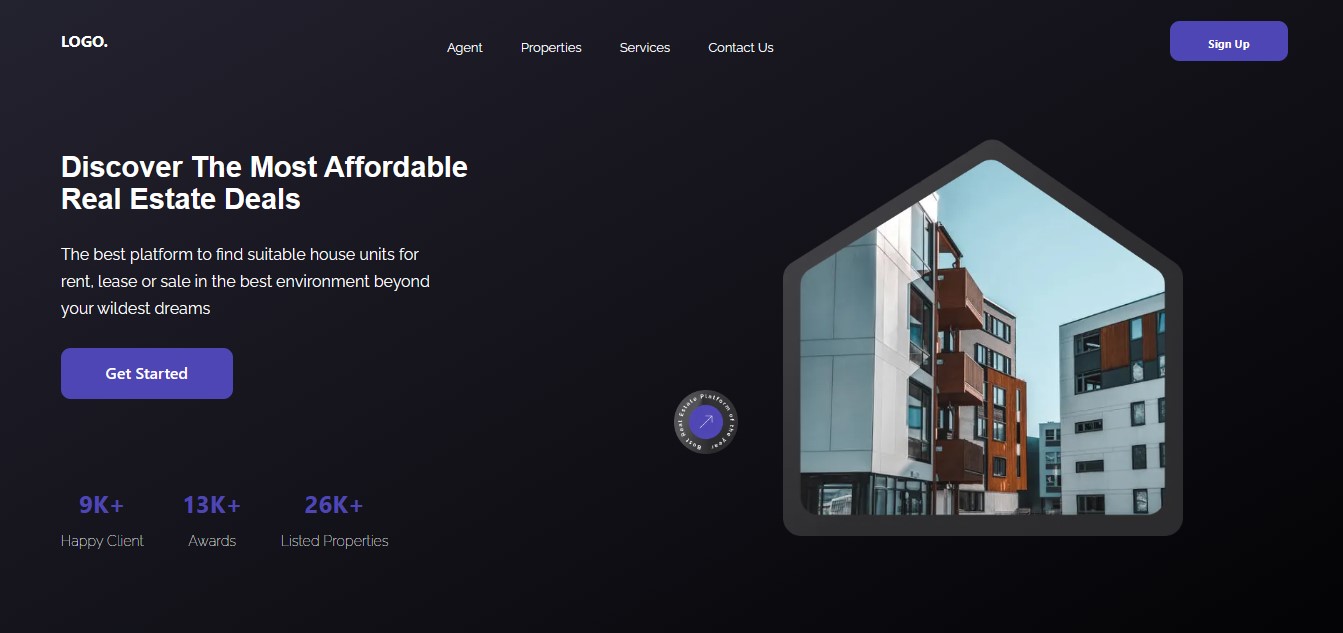 LOGO.
Agent
Properties
Services
Contact Us
Sign Up
Discover The Most Affordable
Real Estate Deals
The best platform to find suitable house units for
rent, lease or sale in the best environment beyond
your wildest dreams
Get Started
Best Real Estate Platform of the year
9K+
13K+
26K+
Happy Client
Awards
Listed Properties